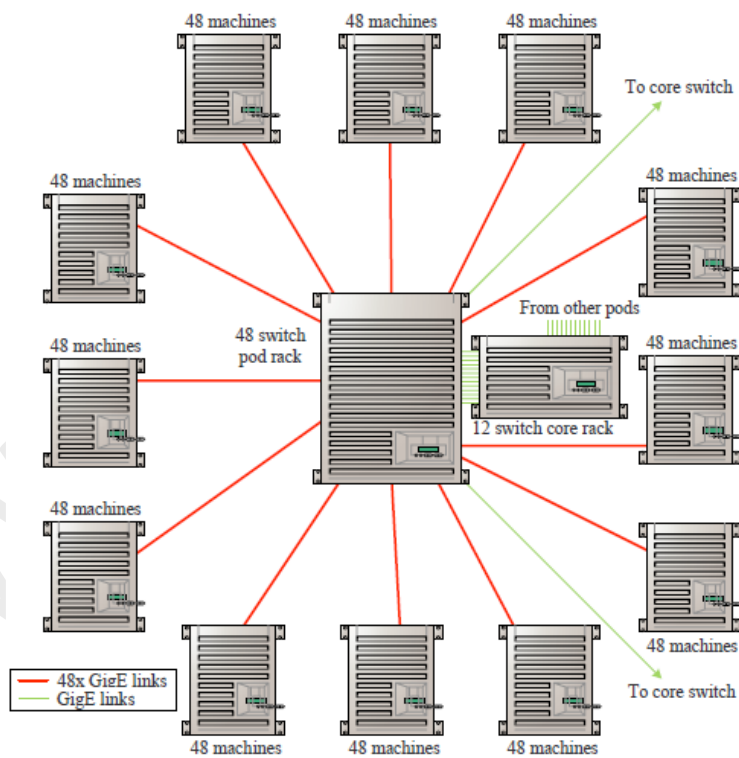 48 machines
48 machines
48 machines
To core switch
48 machines
48 machines
From other pods
48 switch
pod rack
48 machines
48 machines
12 switch core rack
48 machines
48 machines
48x GigE links
GigE links
To core switch
48 machines
48 machines
48 machines